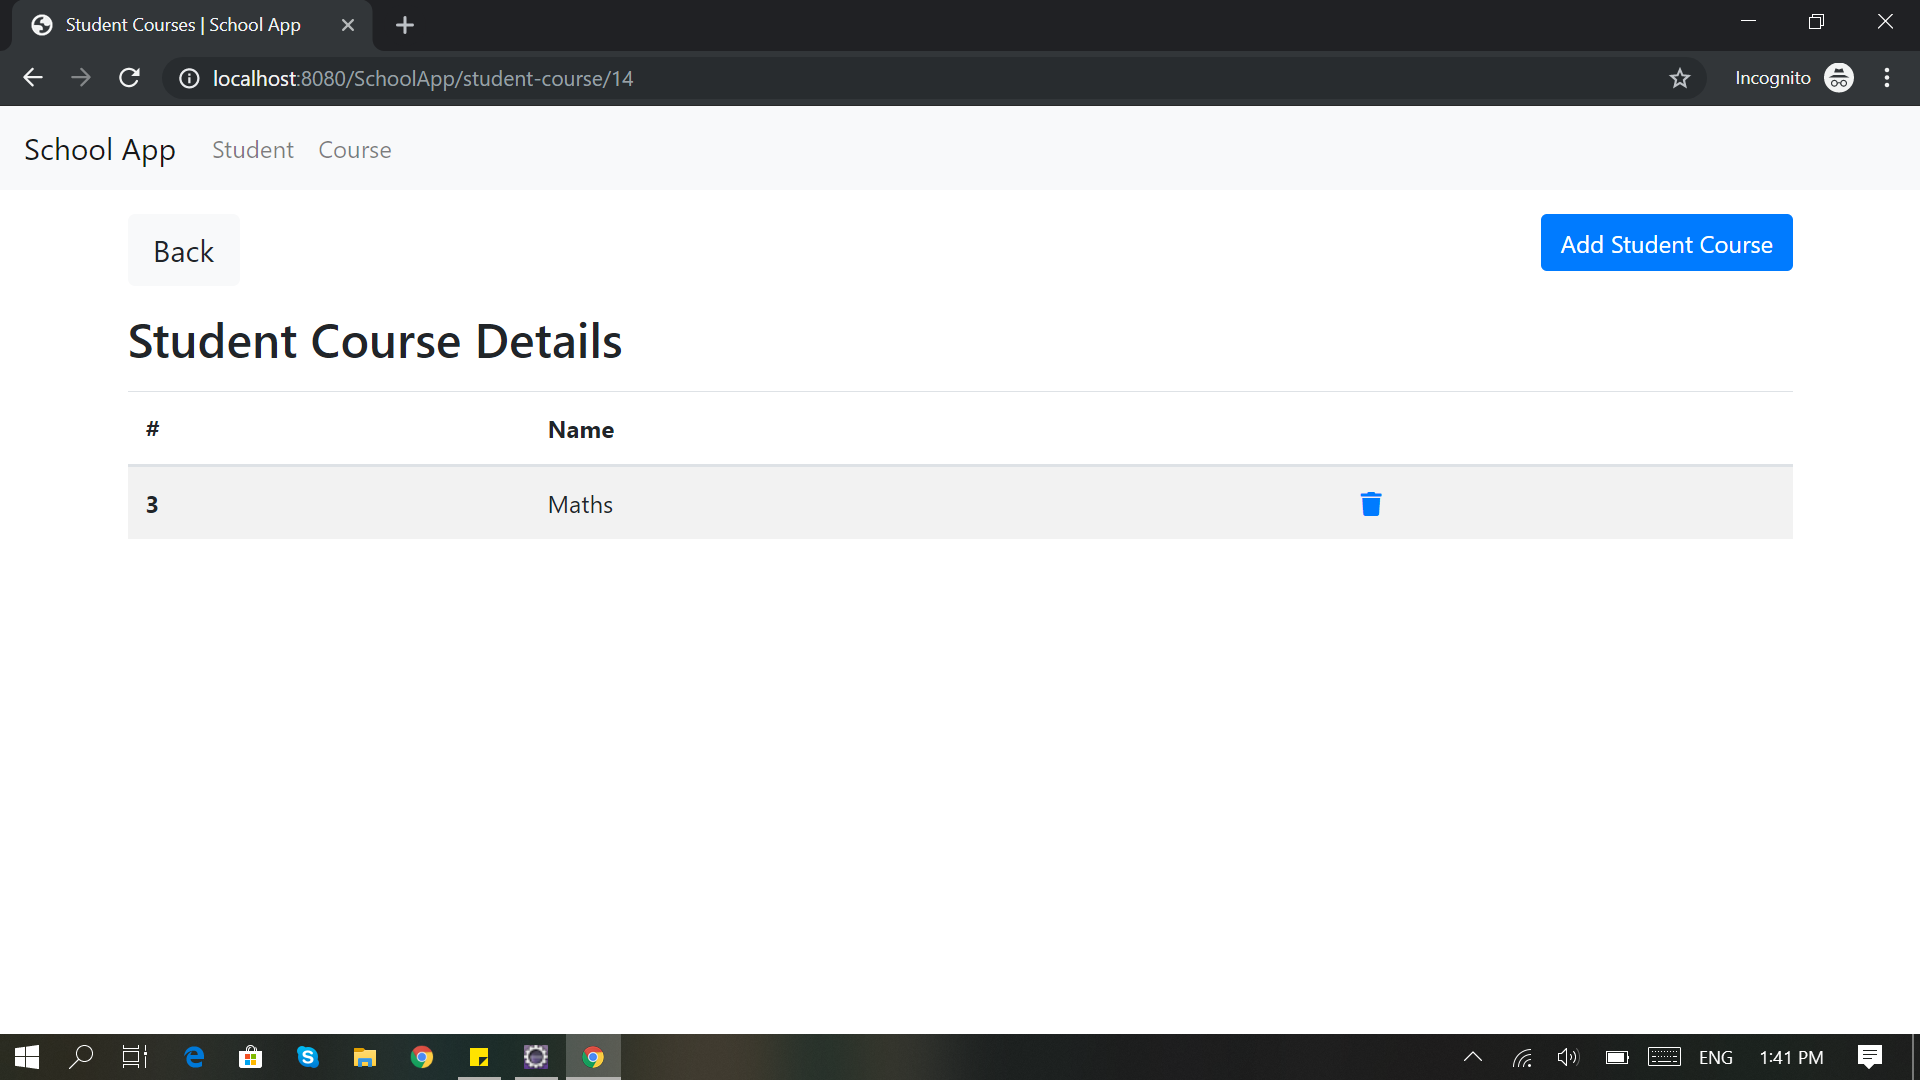 Student Courses | School App
localhost:8080/SchoolApp/student-course/14
Incognito
School App Student Course
Back
Add Student Course
Student Course Details
# Name
3 Maths
ENG 1:41 PM